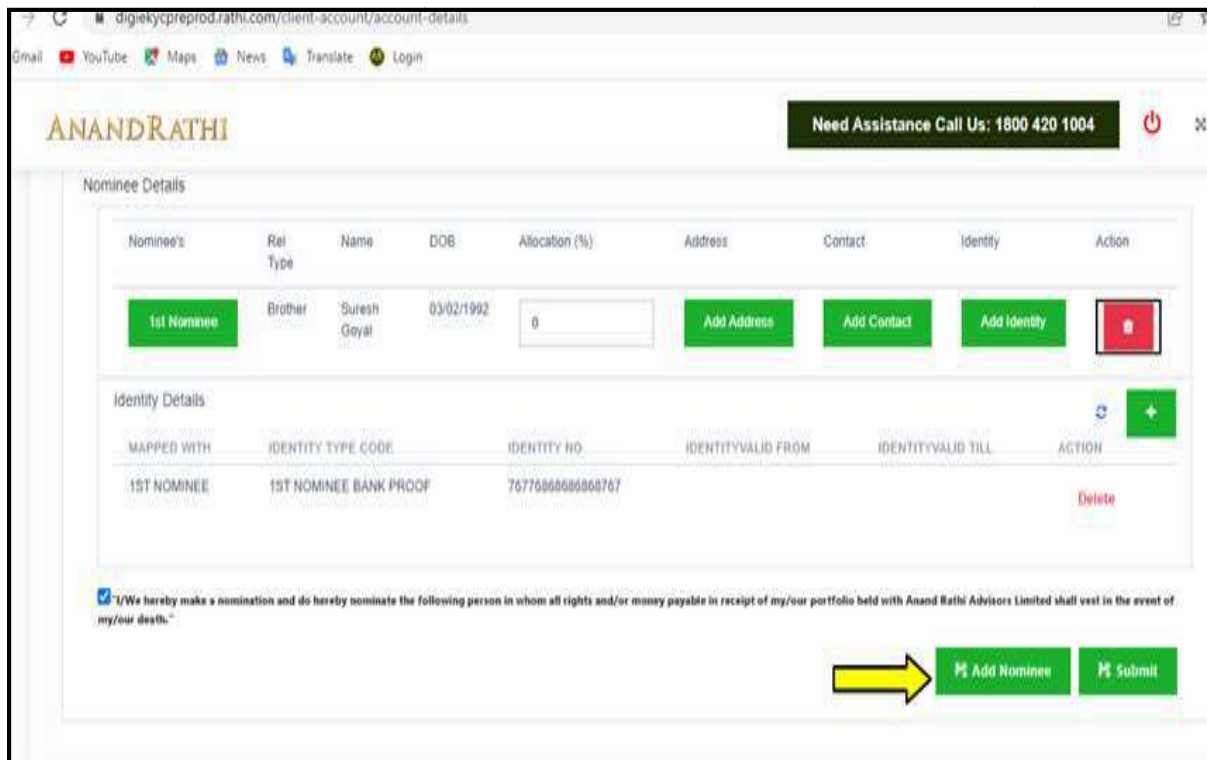 digiekycpreprod.rathi.com/client-account/account-details
Gmail YouTube Maps News Translate Login
ANANDRATHI
Need Assistance Call Us: 1800 420 1004
Nominee Details
Nominee's Rel Type Name DOB Allocation (%) Address Contact Identity Action
1st Nominee Brother Suresh Goyal 03/02/1992 0 Add Address Add Contact Add Identity
Identity Details
MAPPED WITH IDENTITY TYPE CODE IDENTITY NO IDENTITYVALID FROM IDENTITYVALID TILL ACTION
1ST NOMINEE 1ST NOMINEE BANK PROOF Delete
"I/We hereby make a nomination and do hereby nominate the following person in whom all rights and/or money payable in receipt of my/our portfolio held with Anand Rathi Advisors Limited shall vest in the event of
my/our death."
Add Nominee Submit